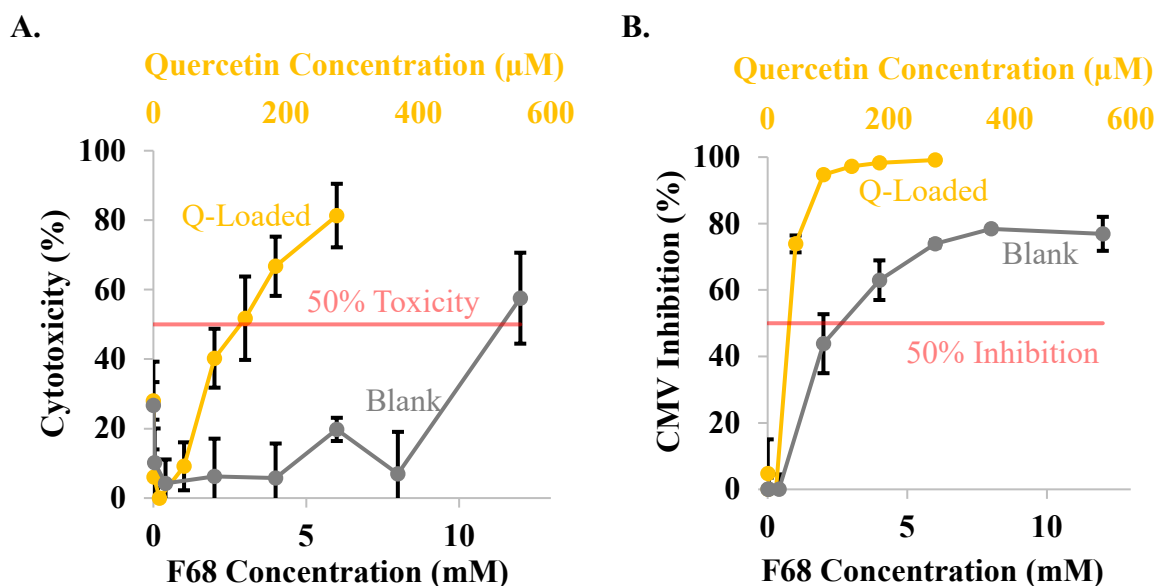 A.
Quercetin Concentration (µM)
0 200 400 600
100
80
60
40
20
0
Cytotoxicity (%)
Q-Loaded
50% Toxicity
Blank
0 5 10
F68 Concentration (mM)
B.
Quercetin Concentration (µM)
0 200 400 600
100
80
60
40
20
0
CMV Inhibition (%)
Q-Loaded
Blank
50% Inhibition
0 5 10
F68 Concentration (mM)